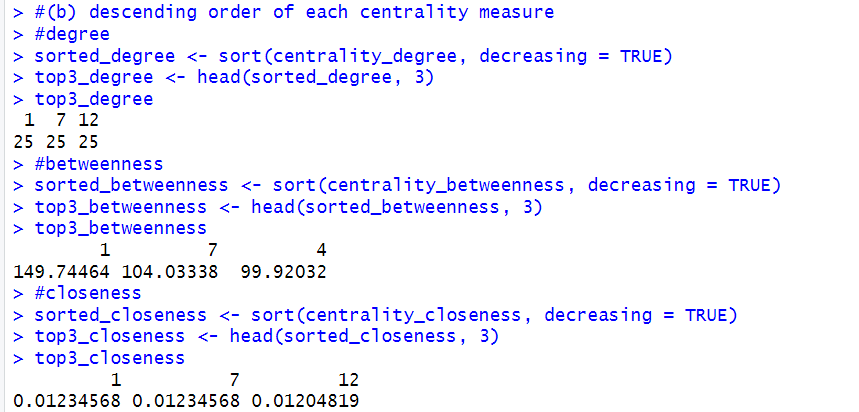 > #(b) descending order of each centrality measure
> #degree
> sorted_degree <- sort(centrality_degree, decreasing = TRUE)
> top3_degree <- head(sorted_degree, 3)
> top3_degree
 1  7 12
25 25 25
> #betweenness
> sorted_betweenness <- sort(centrality_betweenness, decreasing = TRUE)
> top3_betweenness <- head(sorted_betweenness, 3)
> top3_betweenness
        1         7         4
149.74464 104.03338  99.92032
> #closeness
> sorted_closeness <- sort(centrality_closeness, decreasing = TRUE)
> top3_closeness <- head(sorted_closeness, 3)
> top3_closeness
         1          7         12
0.01234568 0.01234568 0.01204819